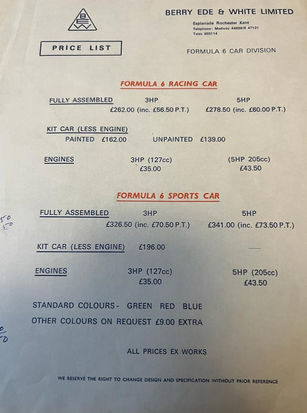 BERRY EDE & WHITE LIMITED
Esplanade Rochester Kent
PRICE LIST
FORMULA 6 CAR DIVISION
FORMULA 6 RACING CAR
FULLY ASSEMBLED 3HP 5HP
£262.00 (inc. £56.50 P.T.) £278.50 (inc. £60.00 P.T.)
KIT CAR (LESS ENGINE)
PAINTED £162.00 UNPAINTED £139.00
ENGINES 3HP (127cc) (5HP 205cc)
£35.00 £43.50
FORMULA 6 SPORTS CAR
FULLY ASSEMBLED 3HP 5HP
£326.50 (inc. £70.50 P.T.) £341.00 (inc. £73.50 P.T.)
KIT CAR (LESS ENGINE) £196.00
ENGINES 3HP (127cc) 5HP (205cc)
£35.00 £43.50
STANDARD COLOURS - GREEN RED BLUE
OTHER COLOURS ON REQUEST £9.00 EXTRA
ALL PRICES EX WORKS
WE RESERVE THE RIGHT TO CHANGE DESIGN AND SPECIFICATION WITHOUT PRIOR REFERENCE